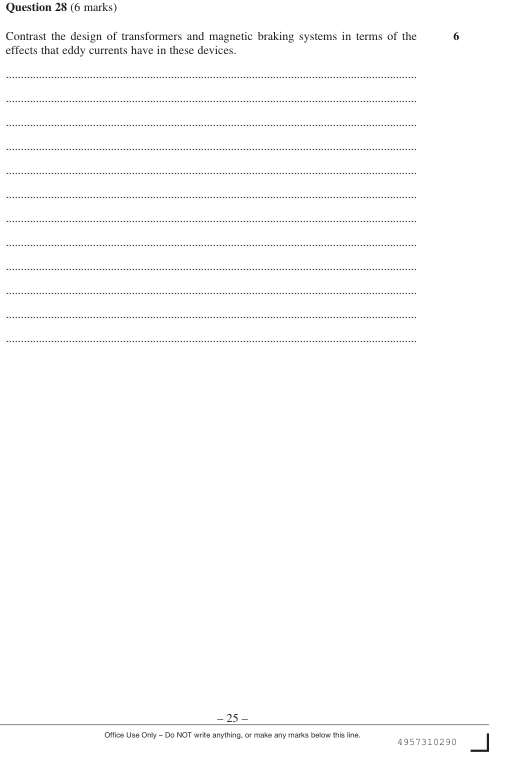 Question 28 (6 marks)
Contrast the design of transformers and magnetic braking systems in terms of the 6
effects that eddy currents have in these devices.
– 25 –
Office Use Only – Do NOT write anything, or make any marks below this line.
4957310290